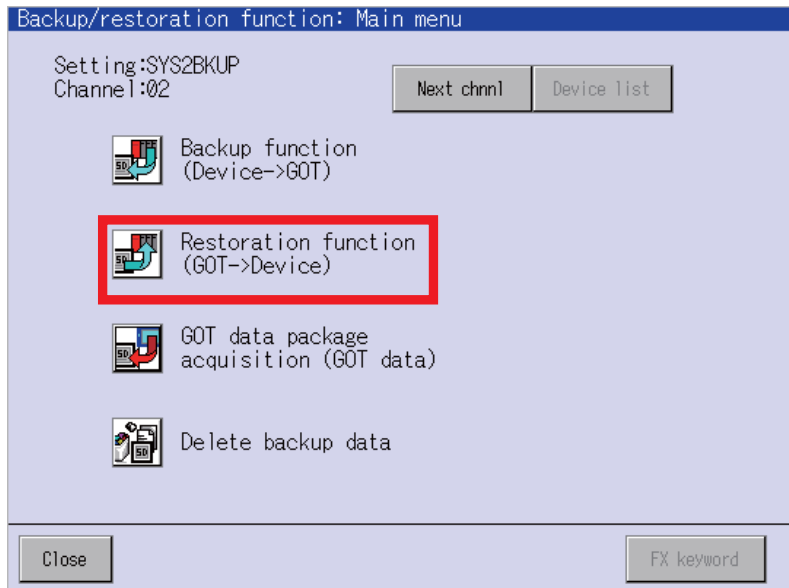 Backup/restoration function: Main menu
Setting:SYS2BKUP
Channel:02
Next chnnl
Device list
Backup function
(Device->GOT)
Restoration function
(GOT->Device)
GOT data package
acquisition (GOT data)
Delete backup data
Close
FX keyword